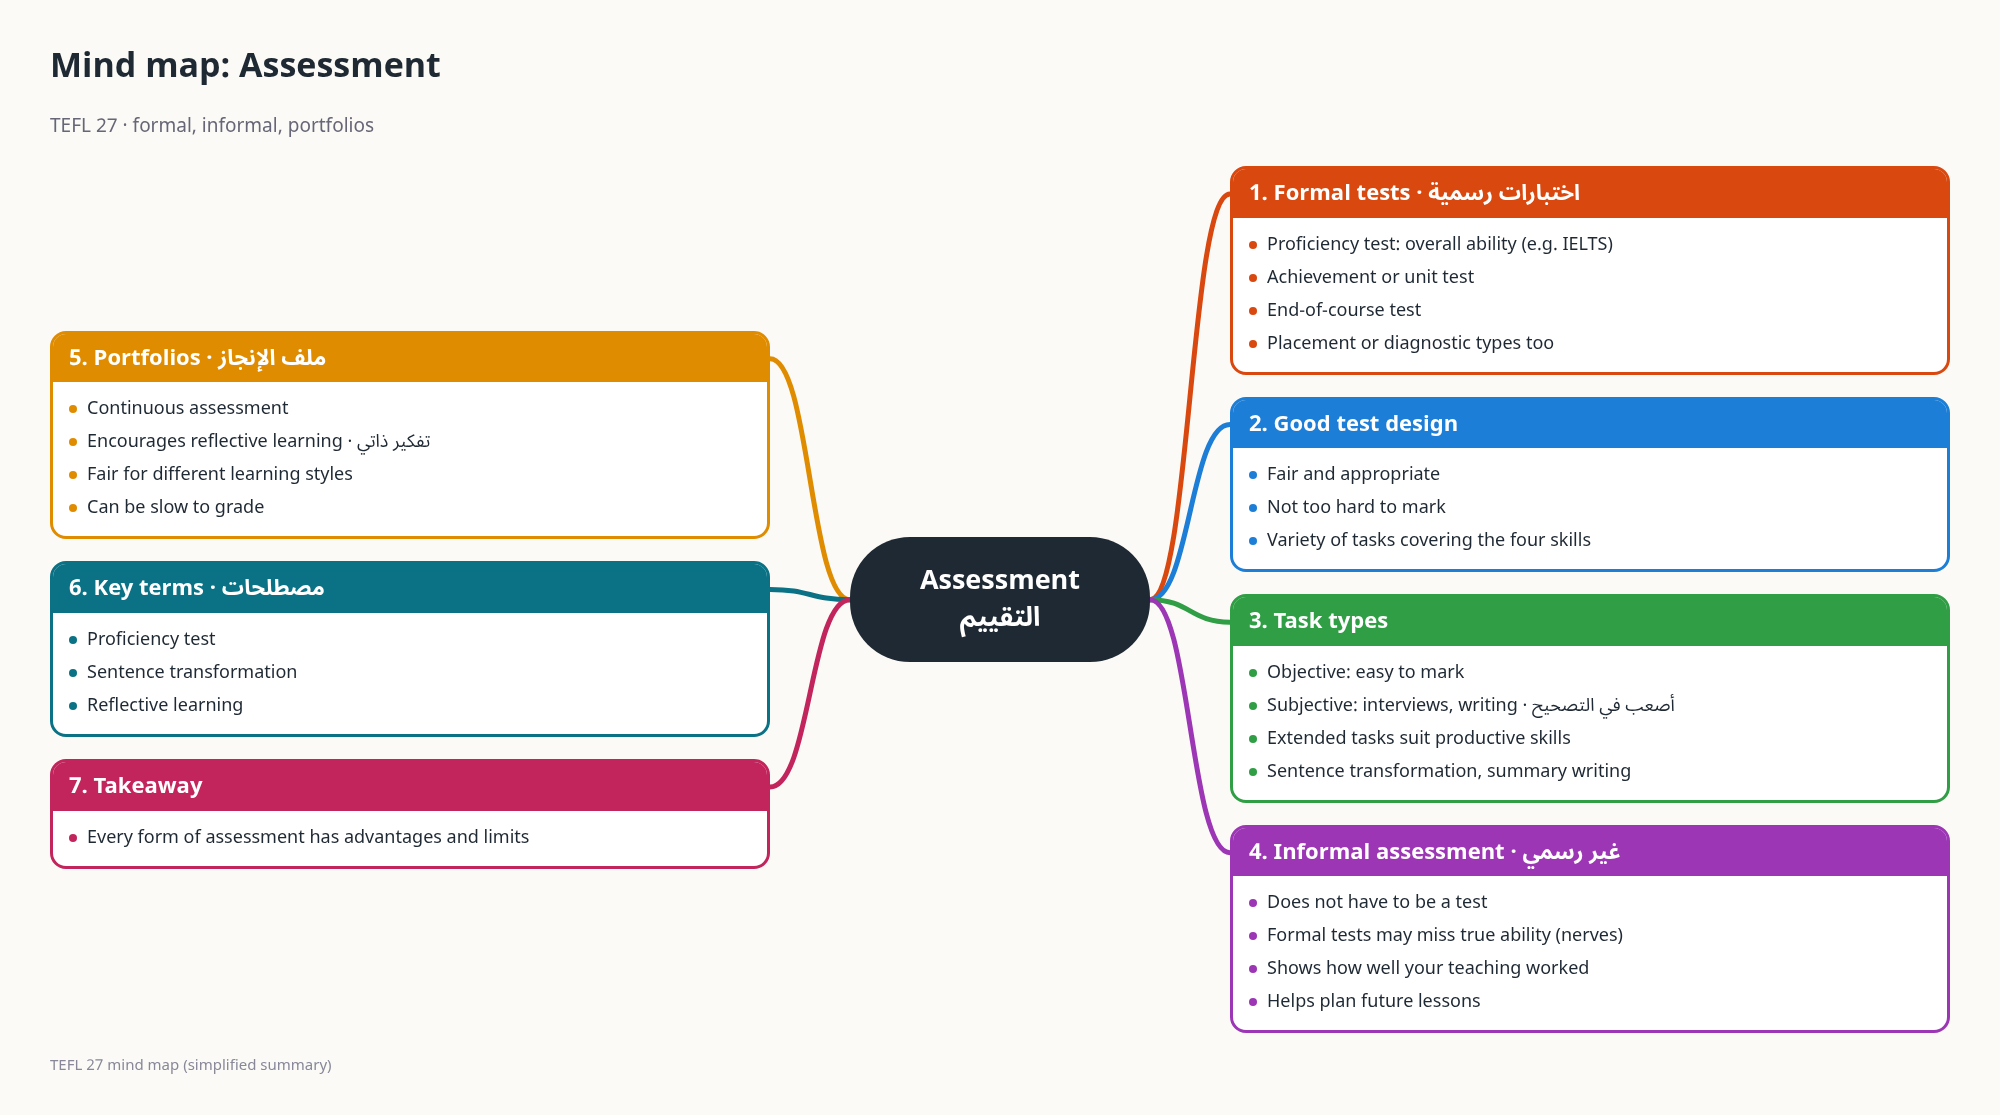 Mind map: Assessment
TEFL 27 · formal, informal, portfolios
Assessment
التقييم
1. Formal tests · اختبارات رسمية
Proficiency test: overall ability (e.g. IELTS)
Achievement or unit test
End-of-course test
Placement or diagnostic types too
2. Good test design
Fair and appropriate
Not too hard to mark
Variety of tasks covering the four skills
3. Task types
Objective: easy to mark
Subjective: interviews, writing · أصعب في التصحيح
Extended tasks suit productive skills
Sentence transformation, summary writing
4. Informal assessment · غير رسمي
Does not have to be a test
Formal tests may miss true ability (nerves)
Shows how well your teaching worked
Helps plan future lessons
5. Portfolios · ملف الإنجاز
Continuous assessment
Encourages reflective learning · تفكير ذاتي
Fair for different learning styles
Can be slow to grade
6. Key terms · مصطلحات
Proficiency test
Sentence transformation
Reflective learning
7. Takeaway
Every form of assessment has advantages and limits
TEFL 27 mind map (simplified summary)